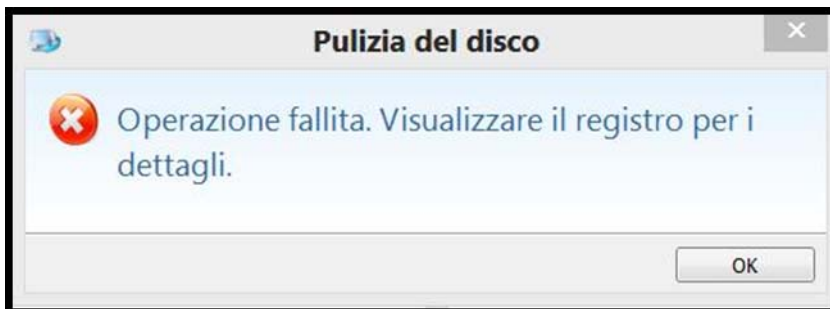 Pulizia del disco
Operazione fallita. Visualizzare il registro per i
dettagli.
OK